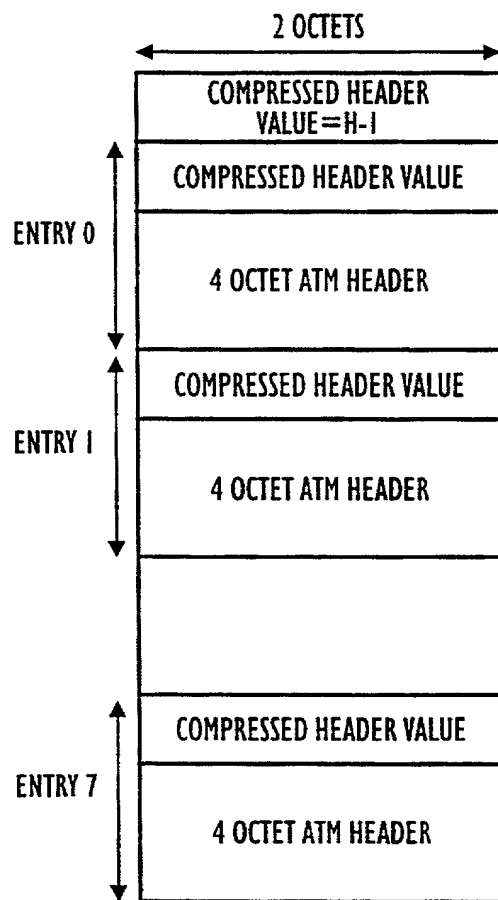 2 OCTETS
COMPRESSED HEADER
VALUE=H-1
COMPRESSED HEADER VALUE
ENTRY 0
4 OCTET ATM HEADER
COMPRESSED HEADER VALUE
ENTRY 1
4 OCTET ATM HEADER
COMPRESSED HEADER VALUE
ENTRY 7
4 OCTET ATM HEADER